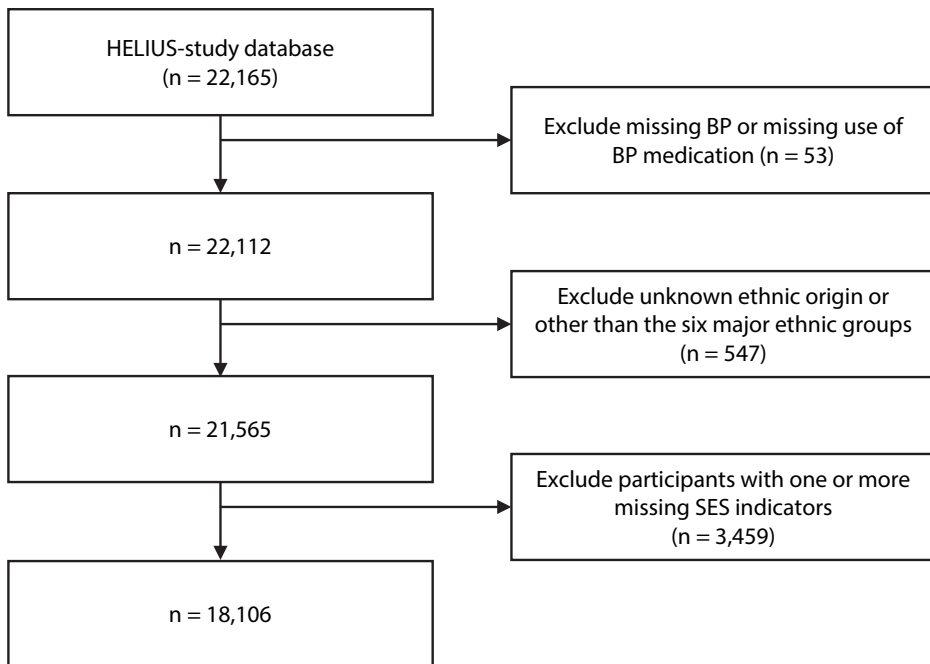 HELIUS-study database
(n = 22,165)
Exclude missing BP or missing use of
BP medication (n = 53)
n = 22,112
Exclude unknown ethnic origin or
other than the six major ethnic groups
(n = 547)
n = 21,565
Exclude participants with one or more
missing SES indicators
(n = 3,459)
n = 18,106